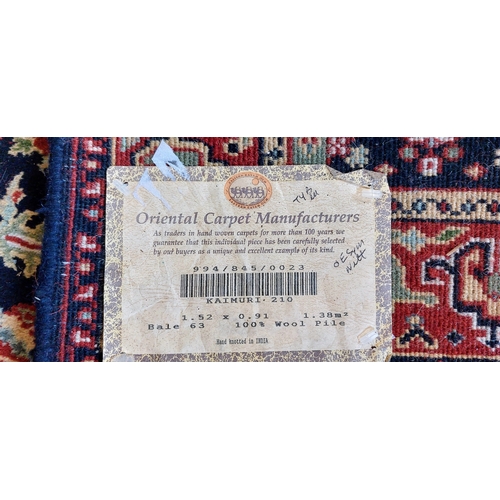 Oriental Carpet Manufacturers
As traders in hand woven carpets for more than 100 years we
guarantee that this individual piece has been carefully selected
by our buyers as a unique and excellent example of its kind.
994/845/0023
KAIMURI·210
1.52 x 0.91 1.38m²
Bale 63 100% Wool Pile
Hand knotted in INDIA